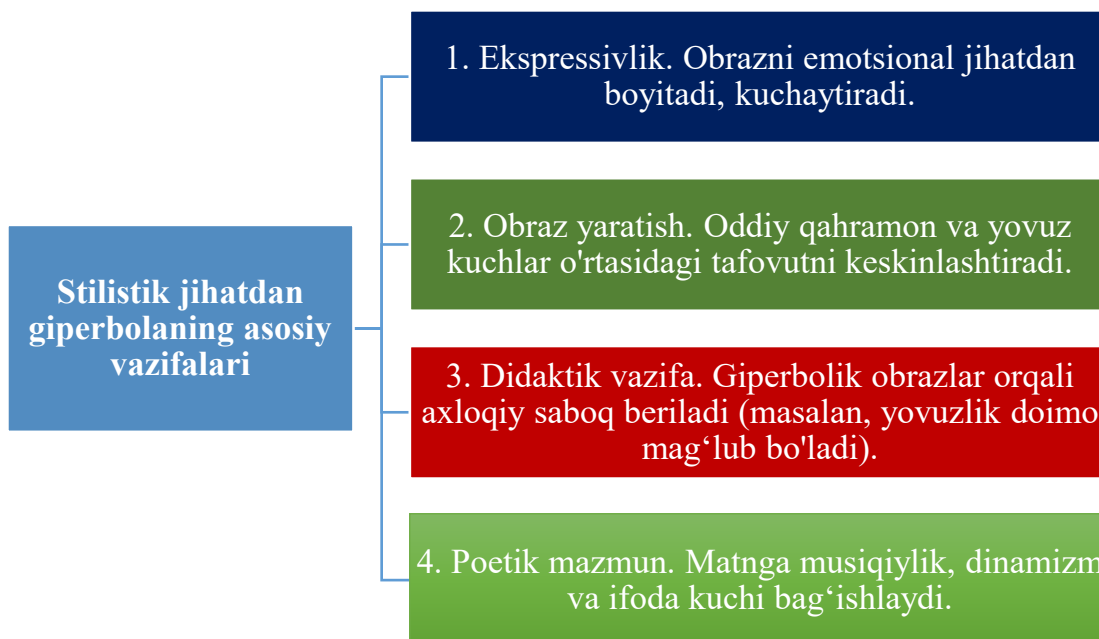 Stilistik jihatdan
giperbolaning asosiy
vazifalari
1. Ekspressivlik. Obrazni emotsional jihatdan
boyitadi, kuchaytiradi.
2. Obraz yaratish. Oddiy qahramon va yovuz
kuchlar o'rtasidagi tafovutni keskinlashtiradi.
3. Didaktik vazifa. Giperbolik obrazlar orqali
axloqiy saboq beriladi (masalan, yovuzlik doimo
mag‘lub bo'ladi).
4. Poetik mazmun. Matnga musiqiylik, dinamizm
va ifoda kuchi bag‘ishlaydi.